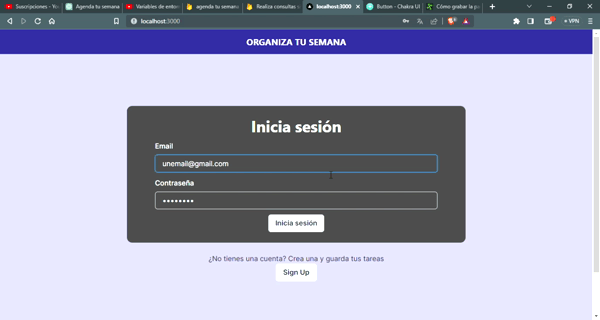 Suscripciones - Yo
Agenda tu semana
Variables de entor
agenda tu semana
Realiza consultas s
localhost:3000
Button - Chakra UI
Cómo grabar la pa
localhost:3000
VPN
ORGANIZA TU SEMANA
Inicia sesión
Email
unemail@gmail.com
Contraseña
••••••••
Inicia sesión
¿No tienes una cuenta? Crea una y guarda tus tareas
Sign Up